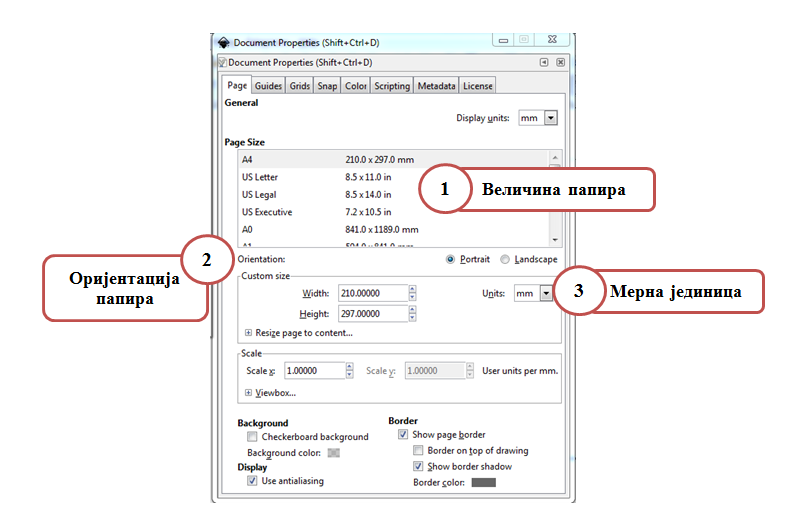 Document Properties (Shift+Ctrl+D)
Document Properties (Shift+Ctrl+D)
Page Guides Grids Snap Color Scripting Metadata License
General
Display units: mm
Page Size
A4 210.0 x 297.0 mm
US Letter 8.5 x 11.0 in
US Legal 8.5 x 14.0 in
US Executive 7.2 x 10.5 in
A0 841.0 x 1189.0 mm
A1 594.0 x 841.0 mm
1 Величина папира
2 Оријентација
папира
Orientation: Portrait Landscape
Custom size
Width: 210.00000 Units: mm
3 Мерна јединица
Height: 297.00000
Resize page to content...
Scale
Scale x: 1.00000 Scale y: 1.00000 User units per mm.
Viewbox...
Background
Checkerboard background
Background color:
Display
Use antialiasing
Border
Show page border
Border on top of drawing
Show border shadow
Border color: